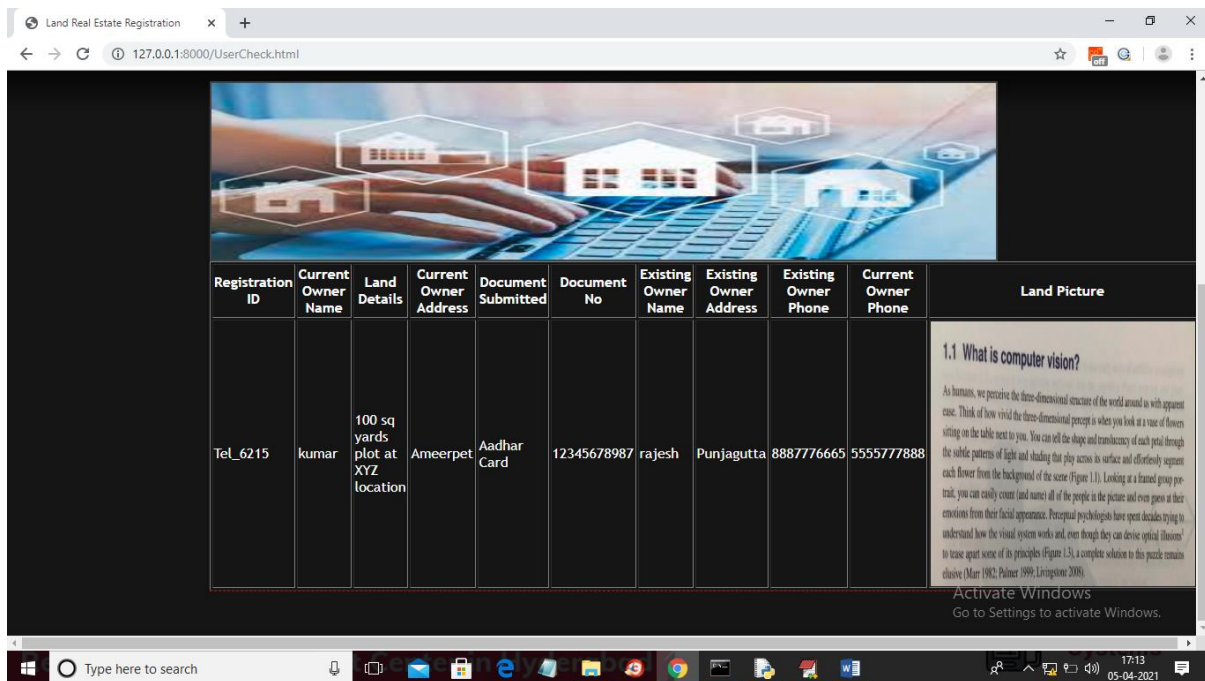 Land Real Estate Registration
127.0.0.1:8000/UserCheck.html
off
Registration ID
Current Owner Name
Land Details
Current Owner Address
Document Submitted
Document No
Existing Owner Name
Existing Owner Address
Existing Owner Phone
Current Owner Phone
Land Picture
Tel_6215
kumar
100 sq yards plot at XYZ location
Ameerpet
Aadhar Card
12345678987
rajesh
Punjagutta
8887776665
5555777888
1.1 What is computer vision?
As humans, we perceive the three-dimensional structure of the world around us with apparent
ease. Think of how vivid the three-dimensional percept is when you look at a vase of flowers
sitting on the table next to you. You can tell the shape and translucency of each petal through
the subtle patterns of light and shading that play across its surface and effortlessly segment
each flower from the background of the scene (Figure 1.1). Looking at a framed group por-
trait, you can easily count (and name) all of the people in the picture and even guess at their
emotions from their facial appearance. Perceptual psychologists have spent decades trying to
understand how the visual system works and, even though they can devise optical illusions1
to tease apart some of its principles (Figure 1.3), a complete solution to this puzzle remains
elusive (Marr 1982; Palmer 1999; Livingstone 2008).
Activate Windows
Go to Settings to activate Windows.
Type here to search
17:13
05-04-2021